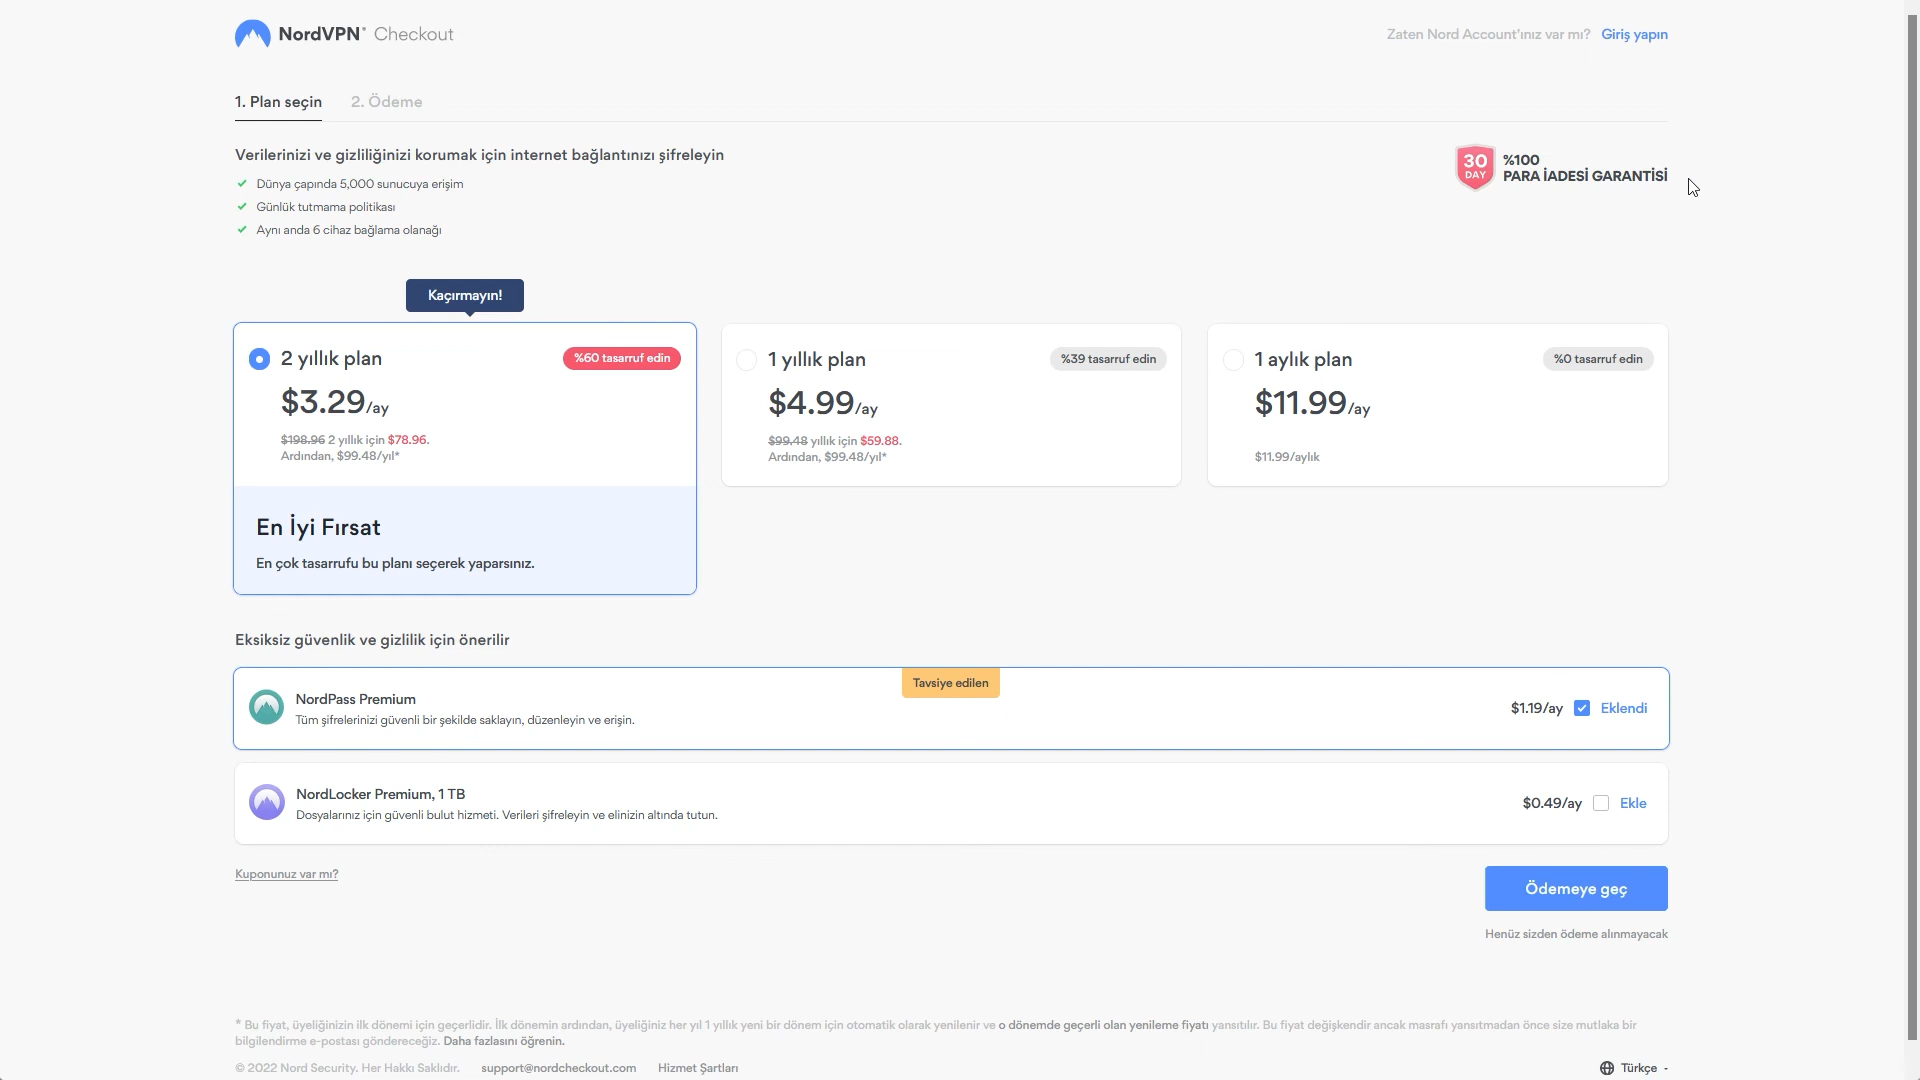 NordVPN® Checkout
Zaten Nord Account'ınız var mı? Giriş yapın
1. Plan seçin 2. Ödeme
Verilerinizi ve gizliliğinizi korumak için internet bağlantınızı şifreleyin
Dünya çapında 5,000 sunucuya erişim
Günlük tutmama politikası
Aynı anda 6 cihaz bağlama olanağı
30
DAY
%100
PARA İADESİ GARANTİSİ
Kaçırmayın!
2 yıllık plan
%60 tasarruf edin
$3.29/ay
$198.96 2 yıllık için $78.96.
Ardından, $99.48/yıl*
En İyi Fırsat
En çok tasarrufu bu planı seçerek yaparsınız.
1 yıllık plan
%39 tasarruf edin
$4.99/ay
$99.48 yıllık için $59.88.
Ardından, $99.48/yıl*
1 aylık plan
%0 tasarruf edin
$11.99/ay
$11.99/aylık
Eksiksiz güvenlik ve gizlilik için önerilir
Tavsiye edilen
NordPass Premium
Tüm şifrelerinizi güvenli bir şekilde saklayın, düzenleyin ve erişin.
$1.19/ay Eklendi
NordLocker Premium, 1 TB
Dosyalarınız için güvenli bulut hizmeti. Verileri şifreleyin ve elinizin altında tutun.
$0.49/ay Ekle
Kuponunuz var mı?
Ödemeye geç
Henüz sizden ödeme alınmayacak
* Bu fiyat, üyeliğinizin ilk dönemi için geçerlidir. İlk dönemin ardından, üyeliğiniz her yıl 1 yıllık yeni bir dönem için otomatik olarak yenilenir ve o dönemde geçerli olan yenileme fiyatı yansıtılır. Bu fiyat değişkendir ancak masrafı yansıtmadan önce size mutlaka bir
bilgilendirme e-postası göndereceğiz. Daha fazlasını öğrenin.
© 2022 Nord Security. Her Hakkı Saklıdır. support@nordcheckout.com Hizmet Şartları
Türkçe -